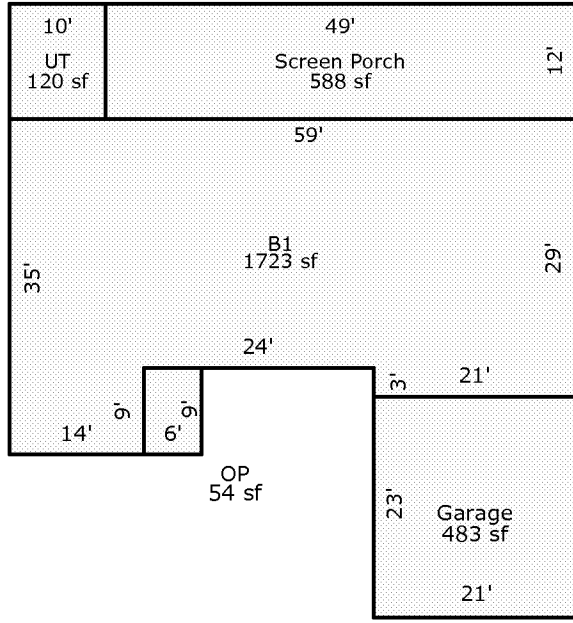 10'
49'
UT
120 sf
Screen Porch
588 sf
12'
59'
35'
B1
1723 sf
29'
24'
3'
21'
14'
9'
6'
9'
OP
54 sf
23'
Garage
483 sf
21'